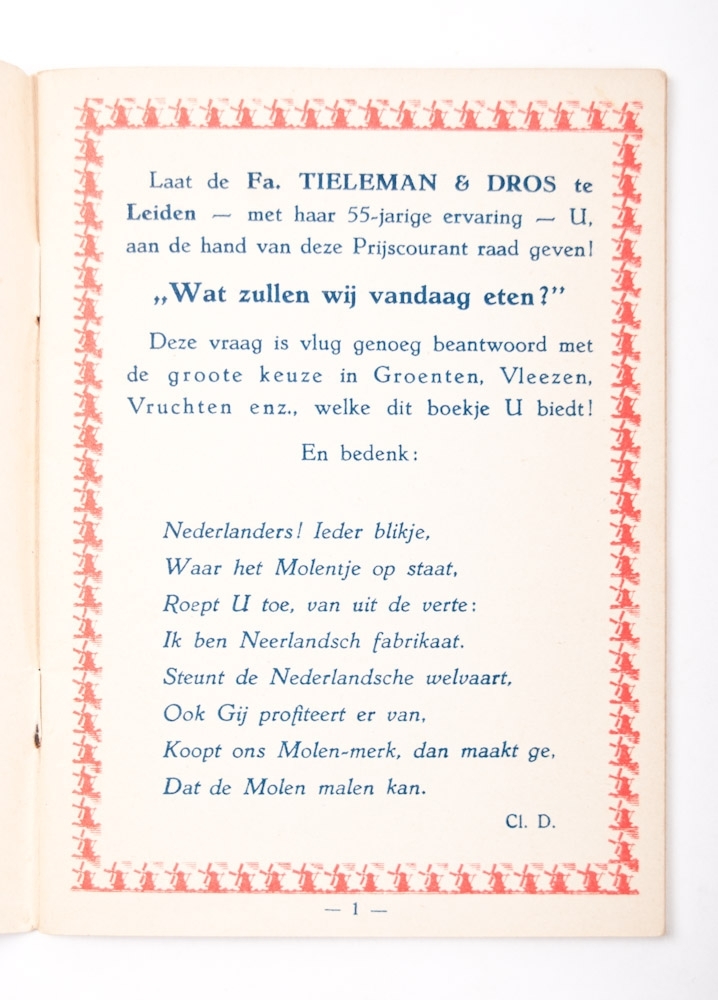 Laat de Fa. TIELEMAN & DROS te
Leiden — met haar 55-jarige ervaring — U,
aan de hand van deze Prijscourant raad geven!
„Wat zullen wij vandaag eten?”
Deze vraag is vlug genoeg beantwoord met
de groote keuze in Groenten, Vleezen,
Vruchten enz., welke dit boekje U biedt!
En bedenk:
Nederlanders! Ieder blikje,
Waar het Molentje op staat,
Roept U toe, van uit de verte:
Ik ben Neerlandsch fabrikaat.
Steunt de Nederlandsche welvaart,
Ook Gij profiteert er van,
Koopt ons Molen-merk, dan maakt ge,
Dat de Molen malen kan.
Cl. D.
— 1 —